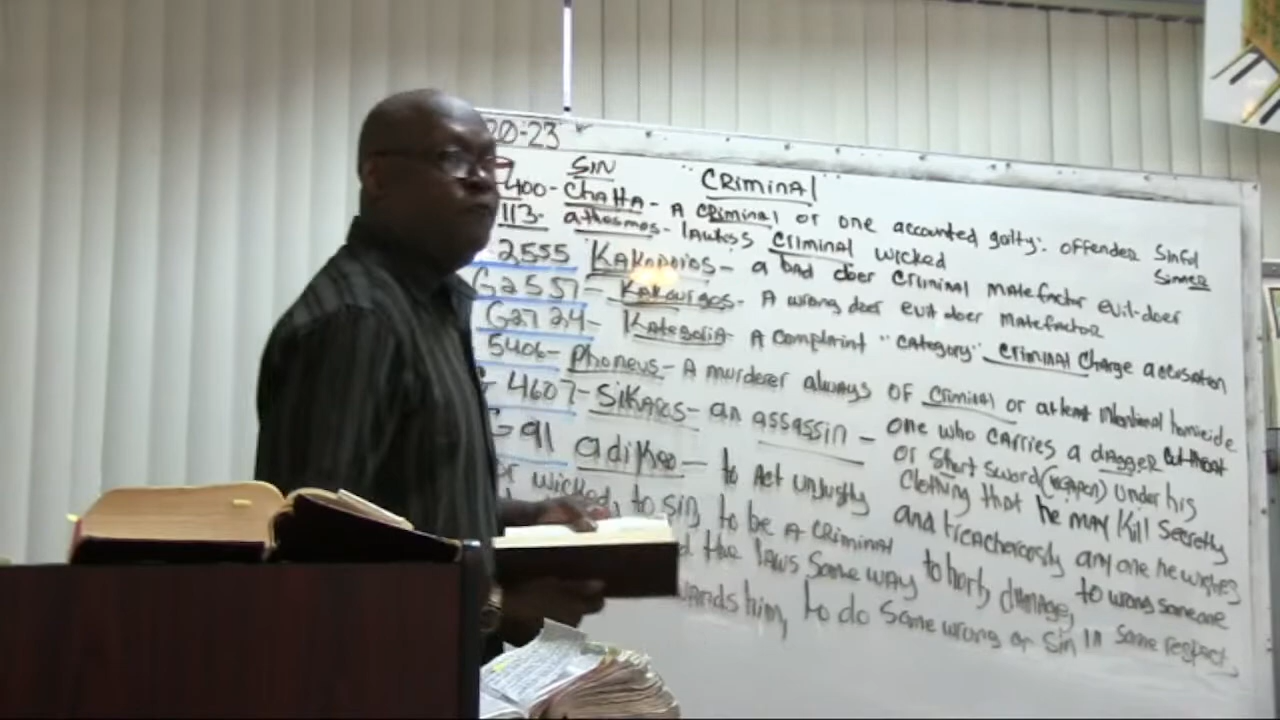 20-23
SIN "CRIMINAL"
400- Chatta - A CRiminal or one accounted guilty: offender Sinful
Sinner
113- athesmos- lawless criminal wicked
2555 Kakopoios- a bad doer criminal malefactor evil-doer
G2557- Kakourgos- A wrong doer evil doer malefactor
G2724- Kategoria- A Complaint "category" criminal Charge accusation
5406- Phoneus- A murderer always of criminal or at least intentional homicide
4607- Sikarios- an assassin - one who carries a dagger
or Short Sword (weapon) Under his
Clothing that he may Kill Secretly
and treacherously any one he wishes
G91 adikeo- to Act unjustly
or wicked, to sin, to be a criminal
the laws Some way to hurt, damage, to wrong someone
wards him, to do Some wrong or Sin in Some respect,